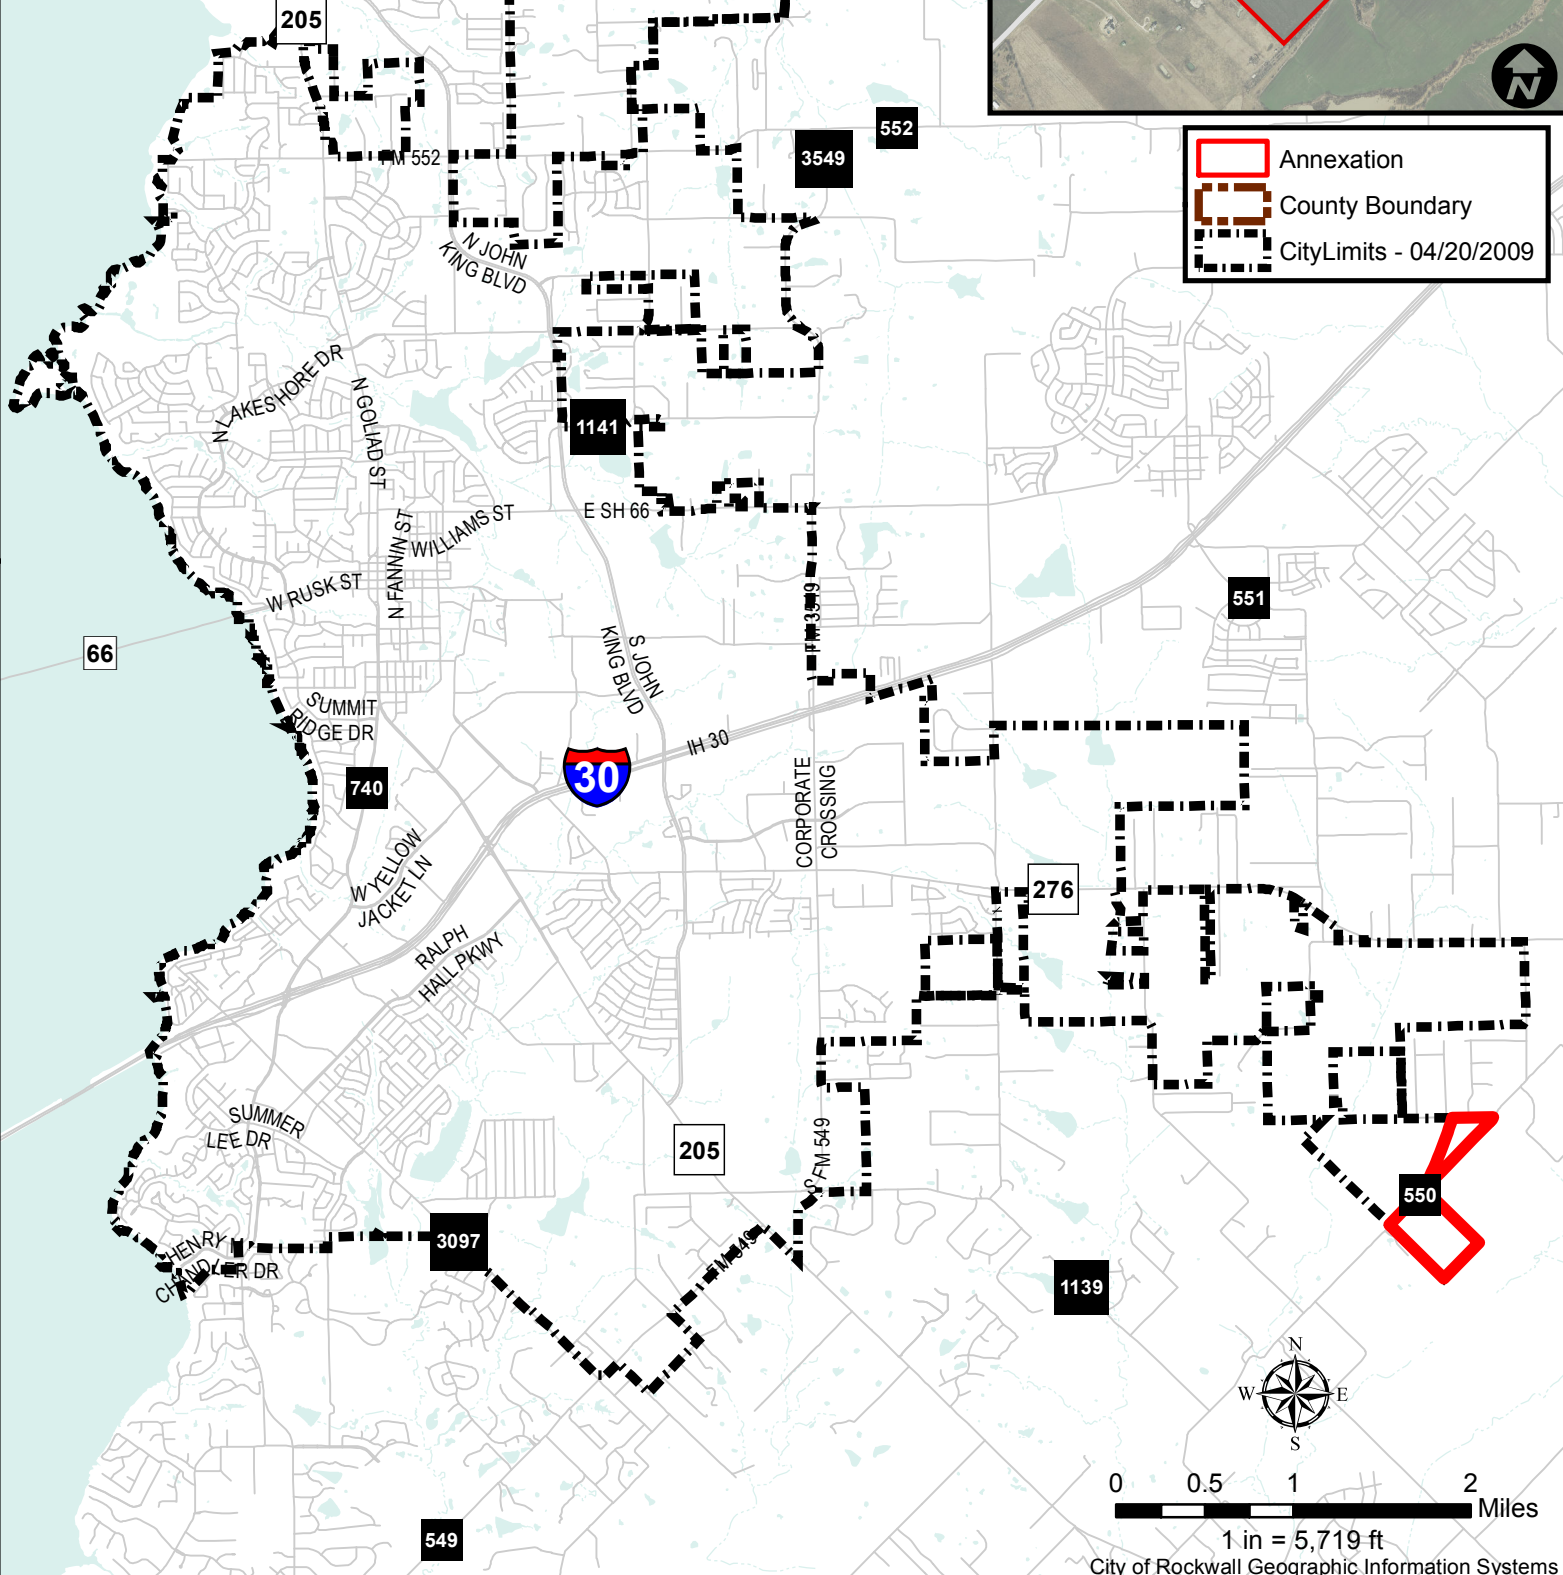 205
N
552
3549
Annexation
County Boundary
CityLimits - 04/20/2009
FM 552
N JOHN
KING BLVD
N LAKESHORE DR
N GOLIAD ST
1141
E SH 66
WILLIAMS ST
N FANNIN ST
W RUSK ST
FM 3549
551
66
S JOHN
KING BLVD
SUMMIT
RIDGE DR
IH 30
30
740
CORPORATE
CROSSING
W YELLOW
JACKET LN
276
RALPH
HALL PKWY
SUMMER
LEE DR
205
S FM 549
550
3097
HENRY
CHANDLER DR
FM 549
1139
N
W
E
S
0
0.5
1
2
Miles
549
1 in = 5,719 ft
City of Rockwall Geographic Information Systems